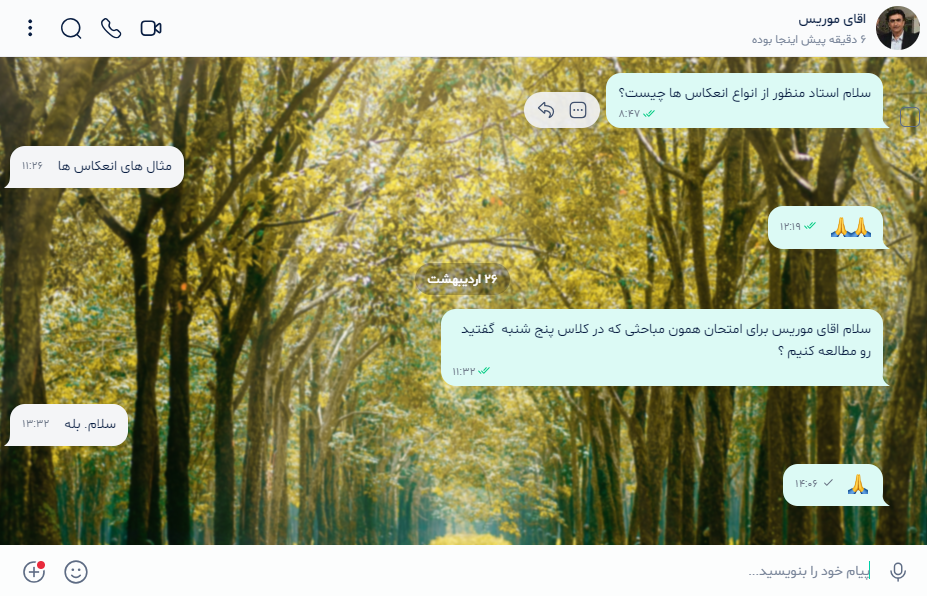 اقای موریس
۶ دقیقه پیش اینجا بوده
سلام استاد منظور از انواع انعکاس ها چیست؟
۸:۴۷
مثال های انعکاس ها ۱۱:۲۶
🙏🙏 ۱۲:۱۹
۲۶ اردیبهشت
سلام اقای موریس برای امتحان همون مباحثی که در کلاس پنج شنبه گفتید
رو مطالعه کنیم ؟
۱۱:۳۲
سلام. بله ۱۳:۳۲
🙏 ۱۴:۰۶
پیام خود را بنویسید...